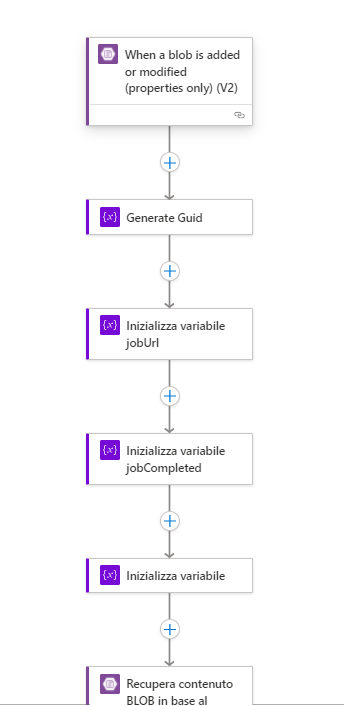 When a blob is added
or modified
(properties only) (V2)
{x} Generate Guid
{x} Inizializza variabile
jobUrl
{x} Inizializza variabile
jobCompleted
{x} Inizializza variabile
Recupera contenuto
BLOB in base al